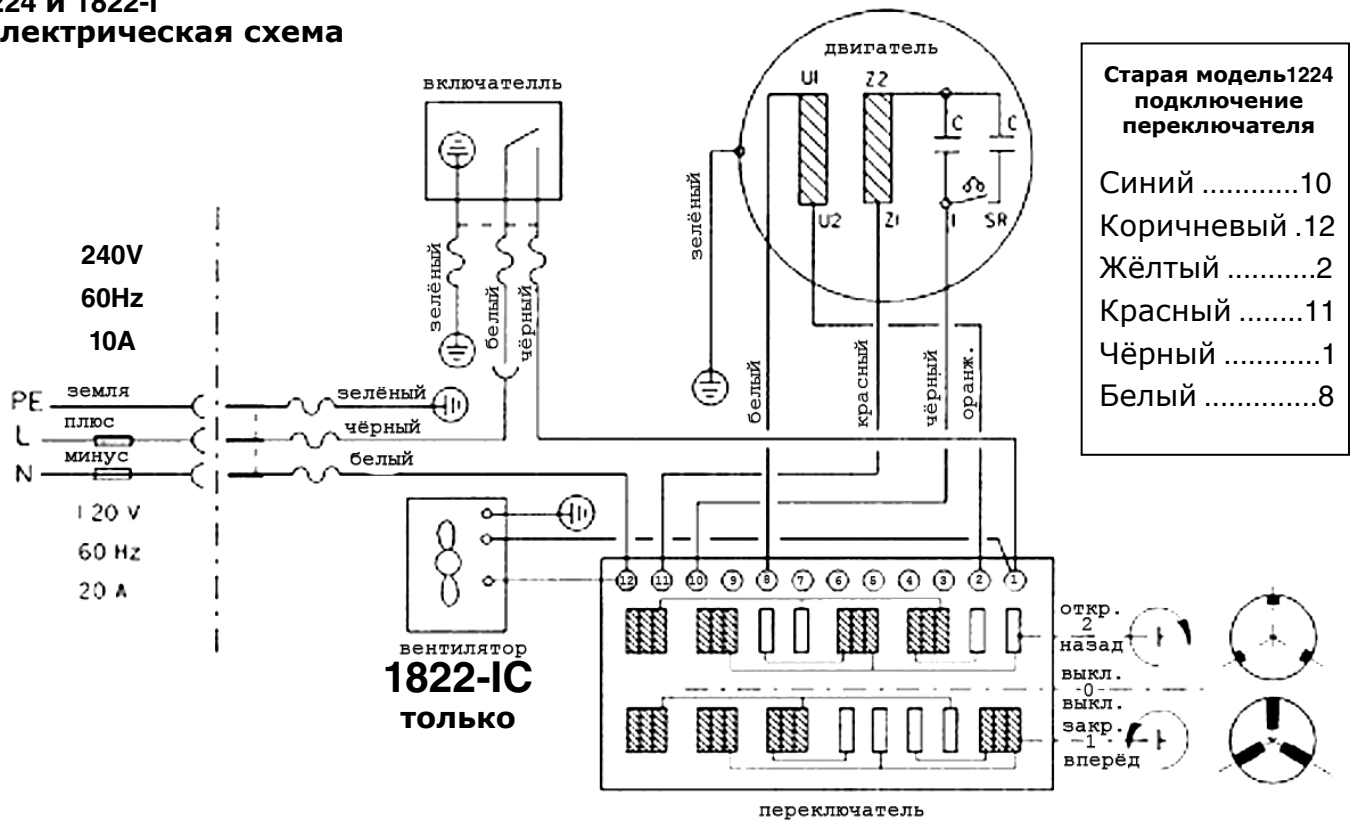 224 и 1822-I
лектрическая схема
включателль
двигатель
U1
Z2
C
C
U2
Z1
1
SR
зелёный
белый
чёрный
зелёный
240V
60Hz
10A
PE
земля
зелёный
L
плюс
чёрный
N
минус
белый
120 V
60 Hz
20 A
белый
красный
чёрный
оранж.
вентилятор
1822-IC
только
12 11 10 9 8 7 6 5 4 3 2 1
откр.
2
назад
выкл.
-0-
выкл.
закр.
1
вперёд
переключатель
Старая модель1224
подключение
переключателя
Синий ............10
Коричневый .12
Жёлтый ...........2
Красный ........11
Чёрный ............1
Белый ..............8